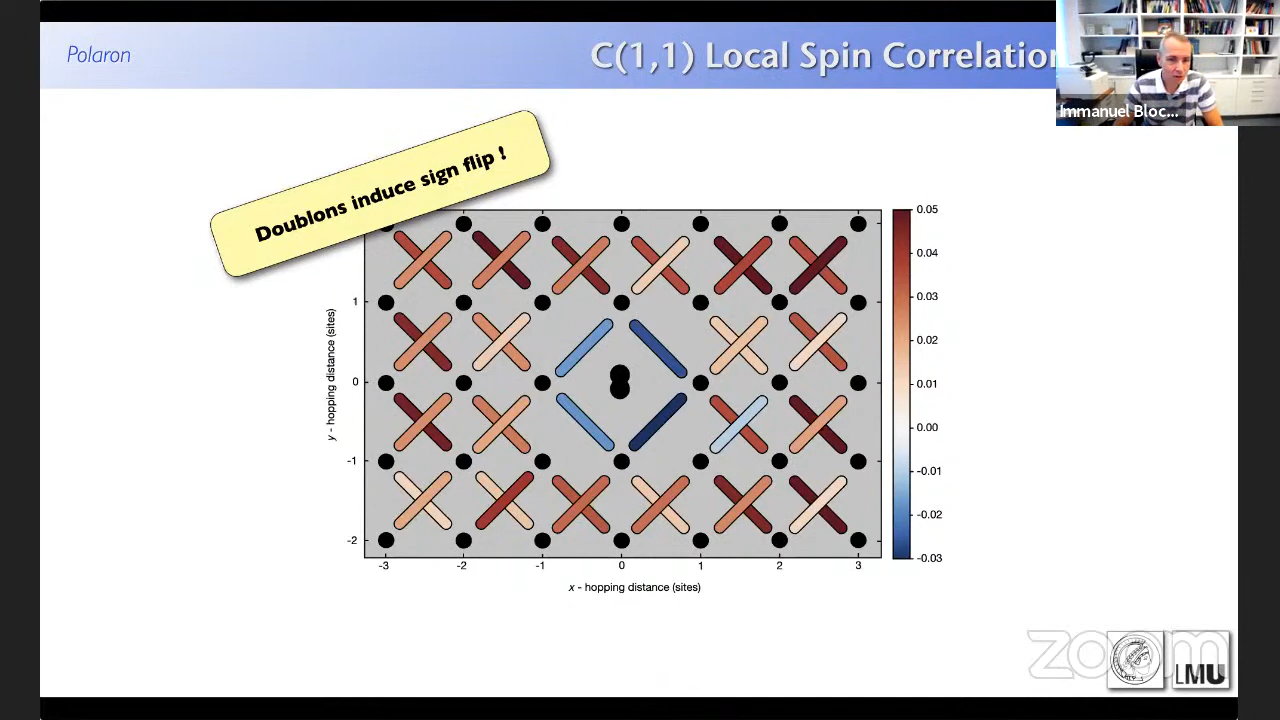 Polaron
C(1,1) Local Spin Correlation
Immanuel Bloc...
Doublons induce sign flip !
1
0
-1
-2
y - hopping distance (sites)
-3
-2
-1
0
1
2
3
x - hopping distance (sites)
0.05
0.04
0.03
0.02
0.01
0.00
-0.01
-0.02
-0.03
zoom
LMU